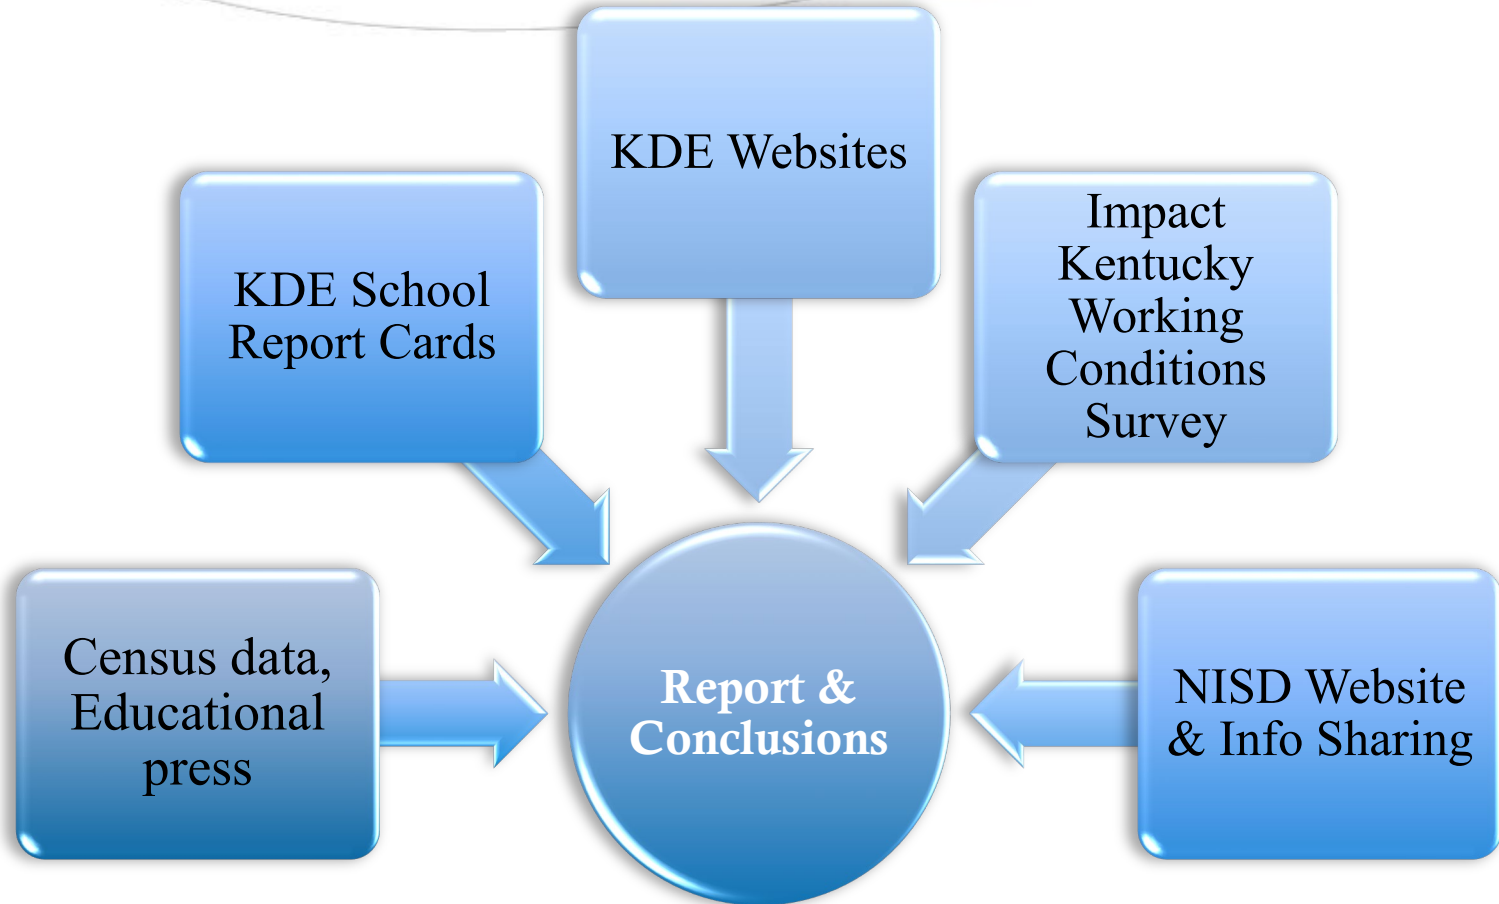 KDE Websites
KDE School
Report Cards
Impact
Kentucky
Working
Conditions
Survey
Census data,
Educational
press
Report &
Conclusions
NISD Website
& Info Sharing